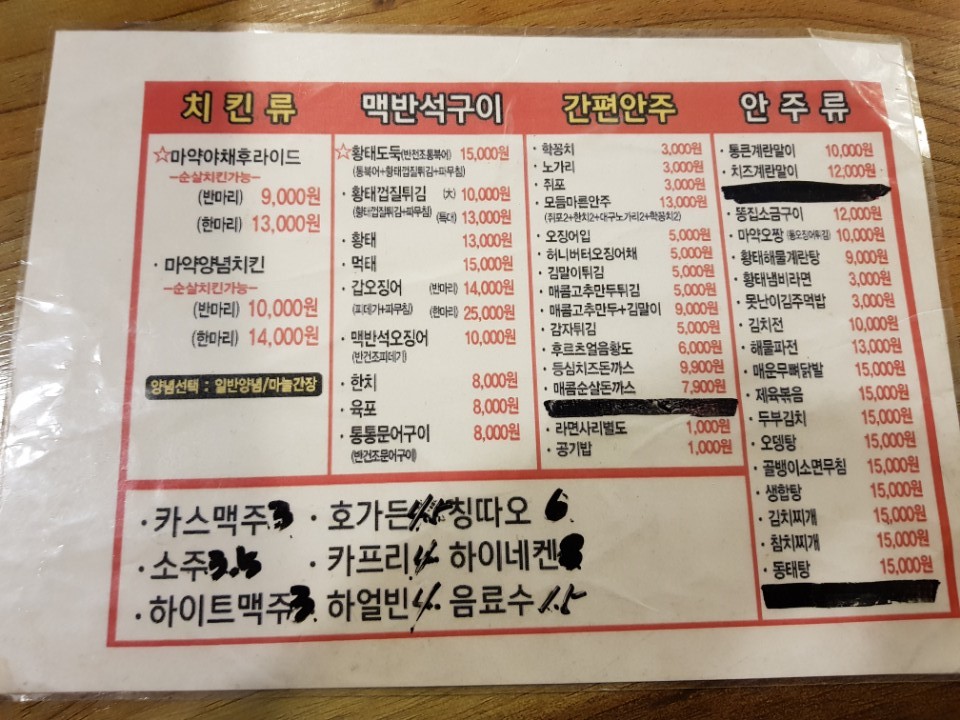 치킨류
☆마약야채후라이드
-순살치킨가능-
(반마리) 9,000원
(한마리) 13,000원
· 마약양념치킨
-순살치킨가능-
(반마리) 10,000원
(한마리) 14,000원
양념선택 : 일반양념/마늘간장
맥반석구이
☆황태도둑(반전조통북어) 15,000원
(통북어+황태껍질튀김+파무침)
· 황태껍질튀김 (大) 10,000원
(황태껍질튀김+파무침) (특대) 13,000원
· 황태 13,000원
· 먹태 15,000원
· 갑오징어 (반마리) 14,000원
(피데기+파무침) (한마리) 25,000원
· 맥반석오징어 10,000원
(반건조피데기)
· 한치 8,000원
· 육포 8,000원
· 통통문어구이 8,000원
(반건조문어구이)
간편안주
· 학꽁치 3,000원
· 노가리 3,000원
· 쥐포 3,000원
· 모듬마른안주 13,000원
(쥐포2+한치2+대구노가리2+학꽁치2)
· 오징어입 5,000원
· 허니버터오징어채 5,000원
· 김말이튀김 5,000원
· 매콤고추만두튀김 5,000원
· 매콤고추만두+김말이 9,000원
· 감자튀김 5,000원
· 후르츠얼음황도 6,000원
· 등심치즈돈까스 9,900원
· 매콤순살돈까스 7,900원
· 라면사리별도 1,000원
· 공기밥 1,000원
안주류
· 통큰계란말이 10,000원
· 치즈계란말이 12,000원
· 똥집소금구이 12,000원
· 마약오짱 (통오징어튀김) 10,000원
· 황태해물계란탕 9,000원
· 황태냄비라면 3,000원
· 못난이김주먹밥 3,000원
· 김치전 10,000원
· 해물파전 13,000원
· 매운무뼈닭발 15,000원
· 제육볶음 15,000원
· 두부김치 15,000원
· 오뎅탕 15,000원
· 골뱅이소면무침 15,000원
· 생합탕 15,000원
· 김치찌개 15,000원
· 참치찌개 15,000원
· 동태탕 15,000원
· 카스맥주 3 · 호가든 4.5 칭따오 6
· 소주 3.5 · 카프리 4 하이네켄
· 하이트맥주 3 하얼빈 4 음료수 1.5